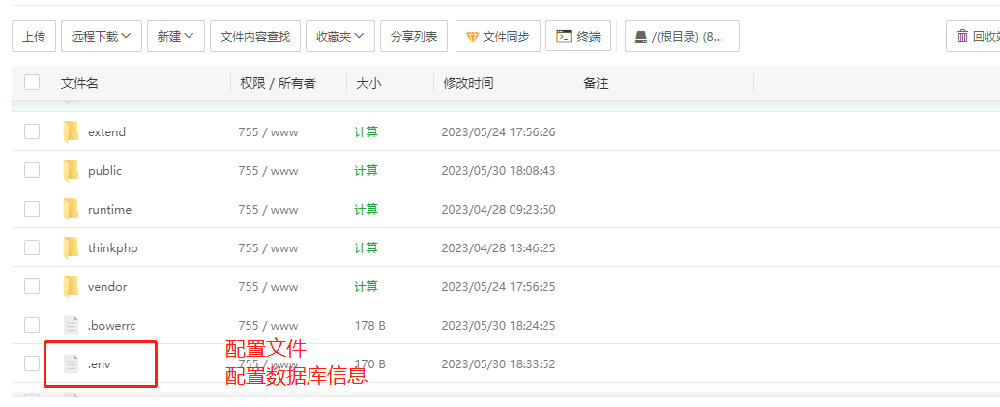 上传 远程下载 新建 文件内容查找 收藏夹 分享列表 文件同步 终端 /(根目录) (8... 回收
文件名 权限 / 所有者 大小 修改时间 备注
extend 755 / www 计算 2023/05/24 17:56:26
public 755 / www 计算 2023/05/30 18:08:43
runtime 755 / www 计算 2023/04/28 09:23:50
thinkphp 755 / www 计算 2023/04/28 13:46:25
vendor 755 / www 计算 2023/05/24 17:56:25
.bowerrc 755 / www 178 B 2023/05/30 18:24:25
配置文件
.env 755 / www 170 B 2023/05/30 18:33:52
配置数据库信息